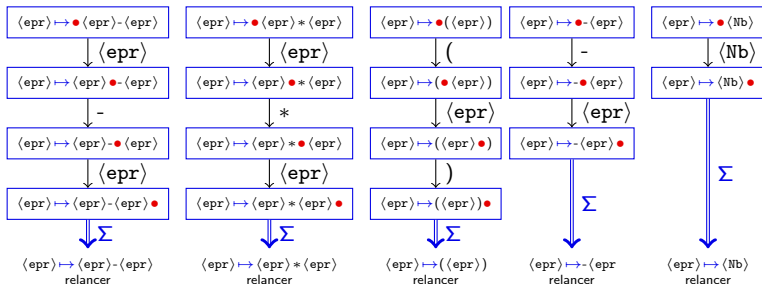 ⟨epr⟩↦●⟨epr⟩-⟨epr⟩ ⟨epr⟩↦●⟨epr⟩*⟨epr⟩ ⟨epr⟩↦●(⟨epr⟩) ⟨epr⟩↦●-⟨epr⟩ ⟨epr⟩↦●⟨Nb⟩
⟨epr⟩ ⟨epr⟩ ( - ⟨Nb⟩
⟨epr⟩↦⟨epr⟩●-⟨epr⟩ ⟨epr⟩↦⟨epr⟩●*⟨epr⟩ ⟨epr⟩↦(●⟨epr⟩) ⟨epr⟩↦-●⟨epr⟩ ⟨epr⟩↦⟨Nb⟩●
- * ⟨epr⟩ ⟨epr⟩
⟨epr⟩↦⟨epr⟩-●⟨epr⟩ ⟨epr⟩↦⟨epr⟩*●⟨epr⟩ ⟨epr⟩↦(⟨epr⟩●) ⟨epr⟩↦-⟨epr⟩●
⟨epr⟩ ⟨epr⟩ ) Σ Σ
⟨epr⟩↦⟨epr⟩-⟨epr⟩● ⟨epr⟩↦⟨epr⟩*⟨epr⟩● ⟨epr⟩↦(⟨epr⟩)●
Σ Σ Σ
⟨epr⟩↦⟨epr⟩-⟨epr⟩ ⟨epr⟩↦⟨epr⟩*⟨epr⟩ ⟨epr⟩↦(⟨epr⟩) ⟨epr⟩↦-⟨epr ⟨epr⟩↦⟨Nb⟩
relancer relancer relancer relancer relancer